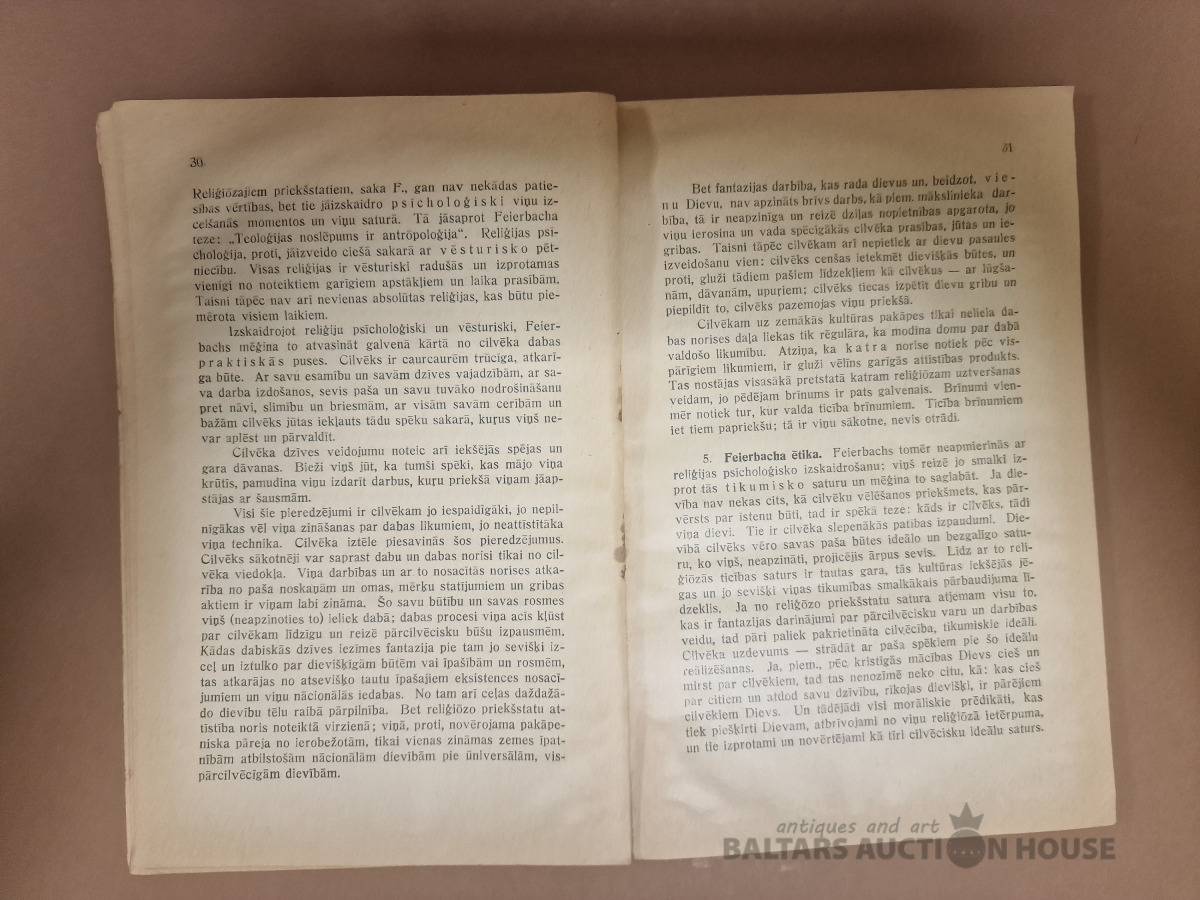 30
Reliģiōzajiem priekšstatiem, saka F., gan nav nekādas patie-
sības vērtības, bet tie jāizskaidro psicholoģiski viņu iz-
celšanās momentos un viņu saturā. Tā jāsaprot Feierbacha
teze: „Teoloģijas noslēpums ir antrōpoloģija“. Reliģijas psi-
choloģija, proti, jāizveido ciešā sakarā ar vēsturisko pēt-
niecību. Visas reliģijas ir vēsturiski radušās un izprotamas
vienīgi no noteiktiem garīgiem apstākļiem un laika prasībām.
Taisni tāpēc nav arī nevienas absolūtas reliģijas, kas būtu pie-
mērota visiem laikiem.
Izskaidrojot reliģiju psīcholoģiski un vēsturiski, Feier-
bachs mēģina to atvasināt galvenā kārtā no cilvēka dabas
praktiskās puses. Cilvēks ir caurcaurēm trūcīga, atkarī-
ga būte. Ar savu esamību un savām dzīves vajadzībām, ar sa-
va darba izdošanos, sevis paša un savu tuvāko nodrošināšanu
pret nāvi, slimību un briesmām, ar visām savām cerībām un
bažām cilvēks jūtas iekļauts tādu spēku sakarā, kuŗus viņš ne-
var aplēst un pārvaldīt.
Cilvēka dzīves veidojumu noteic arī iekšējās spējas un
gara dāvanas. Bieži viņš jūt, ka tumši spēki, kas mājo viņa
krūtis, pamudina viņu izdarīt darbus, kuŗu priekšā viņam jāap-
stājas ar šausmām.
Visi šie pieredzējumi ir cilvēkam jo iespaidīgāki, jo nepil-
nīgākas vēl viņa zināšanas par dabas likumiem, jo neattīstītāka
viņa technika. Cilvēka iztēle piesavinās šos pieredzējumus.
Cilvēks sākotnēji var saprast dabu un dabas norisi tikai no cil-
vēka viedokļa. Viņa darbības un ar to nosacītās norises atka-
rība no paša noskaņām un omas, mērķu statījumiem un gribas
aktiem ir viņam labi zināma. Šo savu būtību un savas rosmes
viņš (neapzinoties to) ieliek dabā; dabas procesi viņa acīs kļūst
par cilvēkam līdzīgu un reizē pārcilvēcisku būšu izpausmēm.
Kādas dabiskās dzīves iezīmes fantazija pie tam jo sevišķi iz-
ceļ un iztulko par dievišķīgām būtēm vai īpašībām un rosmēm,
tas atkarājas no atsevišķo tautu īpašajiem eksistences nosacī-
jumiem un viņu nācionālās iedabas. No tam arī ceļas daždažā-
do dievību tēlu raibā pārpilnība. Bet reliģiōzo priekšstatu at-
tīstība noris noteiktā virzienā; viņā, proti, novērojama pakāpe-
niska pāreja no ierobežotām, tikai vienas zināmas zemes īpat-
nībām atbilstošām nācionālām dievībām pie ūniversālām, vis-
pārcilvēcīgām dievībām.
31
Bet fantazijas darbība, kas rada dievus un, beidzot, vie-
nu Dievu, nav apzināts brīvs darbs, kā piem. mākslinieka dar-
bība, tā ir neapzinīga un reizē dziļas nopietnības apgarota, jo
viņu ierosina un vada spēcīgākās cilvēka prasības, jūtas un ie-
gribas. Taisni tāpēc cilvēkam arī nepietiek ar dievu pasaules
izveidošanu vien: cilvēks cenšas ietekmēt dievišķās būtes, un
proti, gluži tādiem pašiem līdzekļiem kā cilvēkus — ar lūgša-
nām, dāvanām, upuŗiem; cilvēks tiecas izpētīt dievu gribu un
piepildīt to, cilvēks pazemojas viņu priekšā.
Cilvēkam uz zemākās kultūras pakāpes tikai neliela da-
bas norises daļa liekas tik rēgulāra, ka modina domu par dabā
valdošo likumību. Atziņa, ka katra norise notiek pēc vis-
pārīgiem likumiem, ir gluži vēlīns garīgās attīstības produkts.
Tas nostājas visasākā pretstatā katram reliģiōzam uztveršanas
veidam, jo pēdējam brīnums ir pats galvenais. Brīnumi vien-
mēr notiek tur, kur valda ticība brīnumiem. Ticība brīnumiem
iet tiem papriekšu; tā ir viņu sākotne, nevis otrādi.
5. Feierbacha ētika. Feierbachs tomēr neapmierinās ar
reliģijas psicholoģisko izskaidrošanu; viņš reizē jo smalki iz-
prot tās tikumisko saturu un mēģina to saglabāt. Ja die-
vība nav nekas cits, kā cilvēku vēlēšanos priekšmets, kas pār-
vērsts par īstenu būti, tad ir spēkā teze: kāds ir cilvēks, tādi
viņa dievi. Tie ir cilvēka slepenākās patības izpaudumi. Die-
vībā cilvēks vēro savas paša būtes ideālo un bezgalīgo satu-
ru, ko viņš, neapzināti, projicējis ārpus sevis. Līdz ar to reli-
ģiōzās ticības saturs ir tautas gara, tās kultūras iekšējās jē-
gas un jo sevišķi viņas tikumības smalkākais pārbaudījuma lī-
dzeklis. Ja no reliģiōzo priekšstatu satura atņemam visu to,
kas ir fantazijas darinājumi par pārcilvēcisku varu un darbības
veidu, tad pāri paliek pakrietināta cilvēcība, tikumiskie ideāli.
Cilvēka uzdevums — strādāt ar paša spēkiem pie šo ideālu
reālizēšanas. Ja, piem., pēc kristīgās mācības Dievs cieš un
mirst par cilvēkiem, tad tas nenozīmē neko citu, kā: kas cieš
par citiem un atdod savu dzīvību, rīkojas dievišķi, ir pārējiem
cilvēkiem Dievs. Un tādējādi visi morāliskie prēdikāti, kas
tiek piešķirti Dievam, atbrīvojami no viņu reliģiōzā ietērpuma,
un tie izprotami un novērtējami kā tīri cilvēcisku ideālu saturs.
antiques and art
BALTARS AUCTION HOUSE